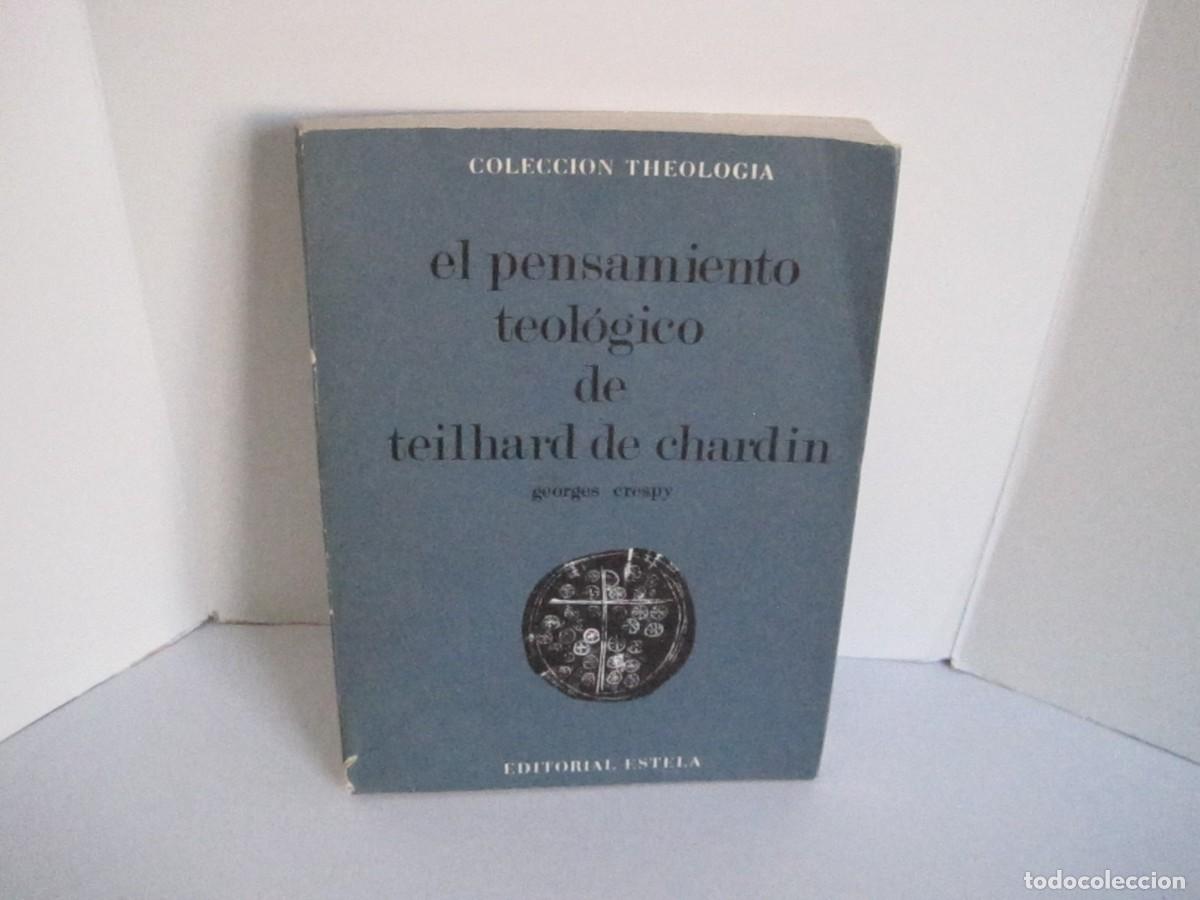 COLECCION THEOLOGIA
el pensamiento
teológico
de
teilhard de chardin
georges crespy
EDITORIAL ESTELA
todocoleccion